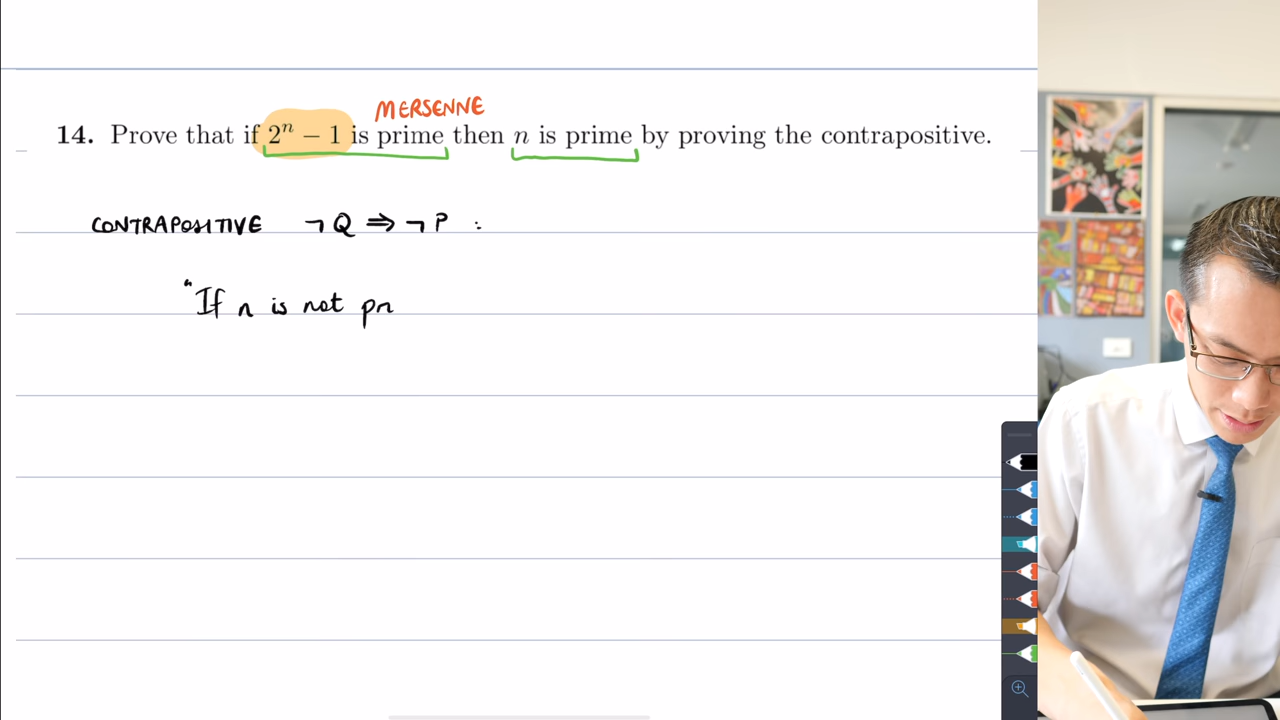 MERSENNE
14. Prove that if 2ⁿ − 1 is prime then n is prime by proving the contrapositive.
CONTRAPOSITIVE ¬Q ⇒ ¬P :
"If n is not pr